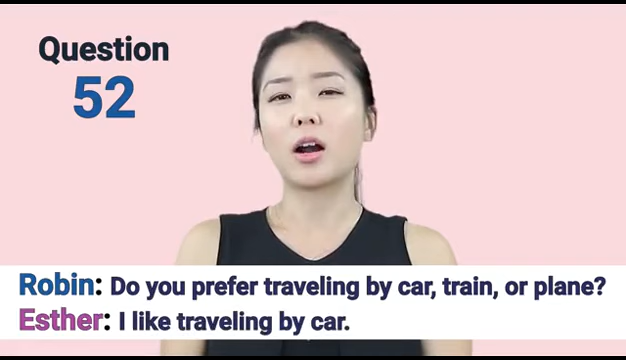 Question
52
Robin: Do you prefer traveling by car, train, or plane?
Esther: I like traveling by car.